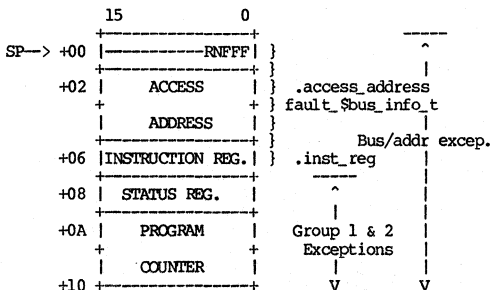 15 0
+------------------+ -----
SP--> +00 |-----------RNFFF| } ^
+------------------+ } |
+02 | ACCESS | } .access_address
+ + } fault_$bus_info_t
| ADDRESS | } |
+------------------+ } Bus/addr excep.
+06 |INSTRUCTION REG.| } .inst_reg |
+------------------+ ----- |
+08 | STATUS REG. | ^ |
+------------------+ | |
+0A | PROGRAM | Group 1 & 2 |
+ + Exceptions |
| COUNTER | | |
+10 +------------------+ V V